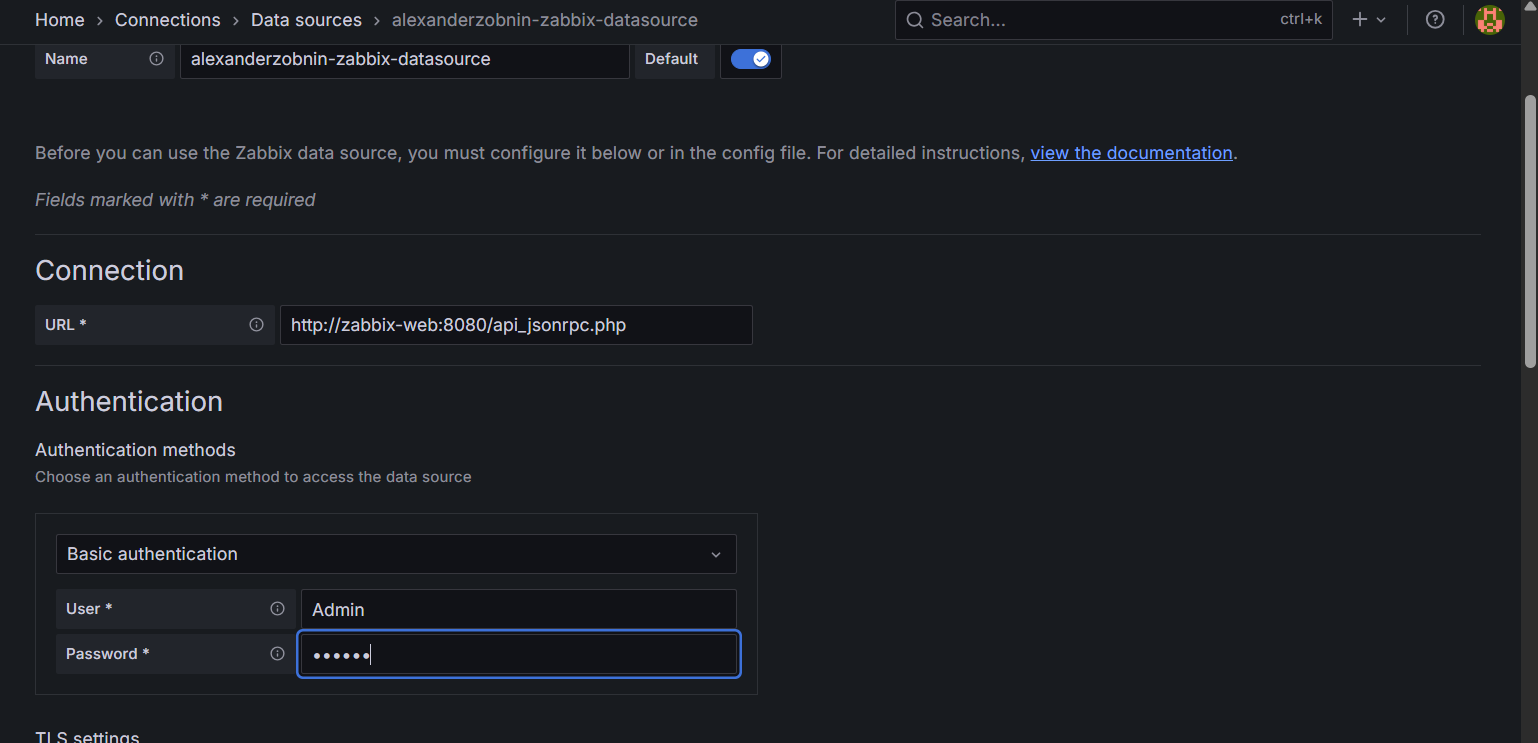 Home > Connections > Data sources > alexanderzobnin-zabbix-datasource Search... ctrl+k
Name alexanderzobnin-zabbix-datasource Default
Before you can use the Zabbix data source, you must configure it below or in the config file. For detailed instructions, view the documentation.
Fields marked with * are required
Connection
URL * http://zabbix-web:8080/api_jsonrpc.php
Authentication
Authentication methods
Choose an authentication method to access the data source
Basic authentication
User * Admin
Password * ••••••
TLS settings